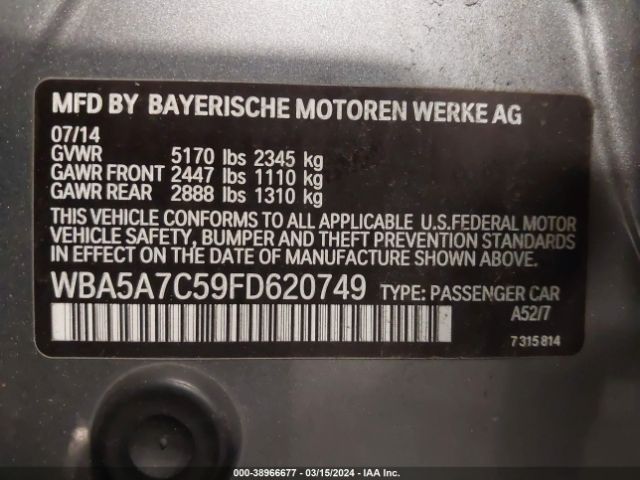 MFD BY BAYERISCHE MOTOREN WERKE AG
07/14
GVWR 5170 lbs 2345 kg
GAWR FRONT 2447 lbs 1110 kg
GAWR REAR 2888 lbs 1310 kg
THIS VEHICLE CONFORMS TO ALL APPLICABLE U.S.FEDERAL MOTOR
VEHICLE SAFETY, BUMPER AND THEFT PREVENTION STANDARDS
IN EFFECT ON THE DATE OF MANUFACTURE SHOWN ABOVE.
WBA5A7C59FD620749 TYPE: PASSENGER CAR
A52/7
7 315 814
000-38966677 - 03/15/2024 - IAA Inc.